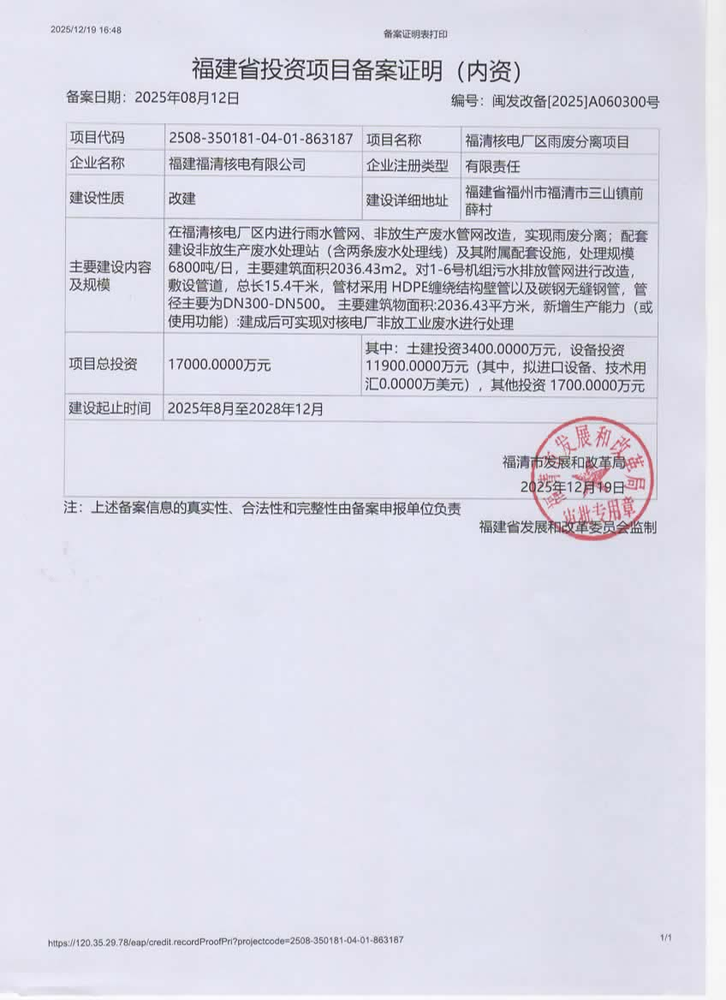 2025/12/19 16:48
备案证明表打印
福建省投资项目备案证明（内资）
备案日期：2025年08月12日
编号：闽发改备[2025]A060300号
项目代码
2508-350181-04-01-863187
项目名称
福清核电厂区雨废分离项目
企业名称
福建福清核电有限公司
企业注册类型
有限责任
建设性质
改建
建设详细地址
福建省福州市福清市三山镇前
薛村
主要建设内容
及规模
在福清核电厂区内进行雨水管网、非放生产废水管网改造，实现雨废分离；配套
建设非放生产废水处理站（含两条废水处理线）及其附属配套设施，处理规模
6800吨/日，主要建筑面积2036.43m2。对1-6号机组污水排放管网进行改造，
敷设管道，总长15.4千米，管材采用 HDPE缠绕结构壁管以及碳钢无缝钢管，管
径主要为DN300-DN500。 主要建筑物面积:2036.43平方米，新增生产能力（或
使用功能）:建成后可实现对核电厂非放工业废水进行处理
项目总投资
17000.0000万元
其中：土建投资3400.0000万元，设备投资
11900.0000万元（其中，拟进口设备、技术用
汇0.0000万美元），其他投资 1700.0000万元
建设起止时间
2025年8月至2028年12月
福清市发展和改革局
2025年12月19日
福清市发展和改革局
审批专用章
注：上述备案信息的真实性、合法性和完整性由备案申报单位负责
福建省发展和改革委员会监制
https://120.35.29.78/eap/credit.recordProofPri?projectcode=2508-350181-04-01-863187
1/1